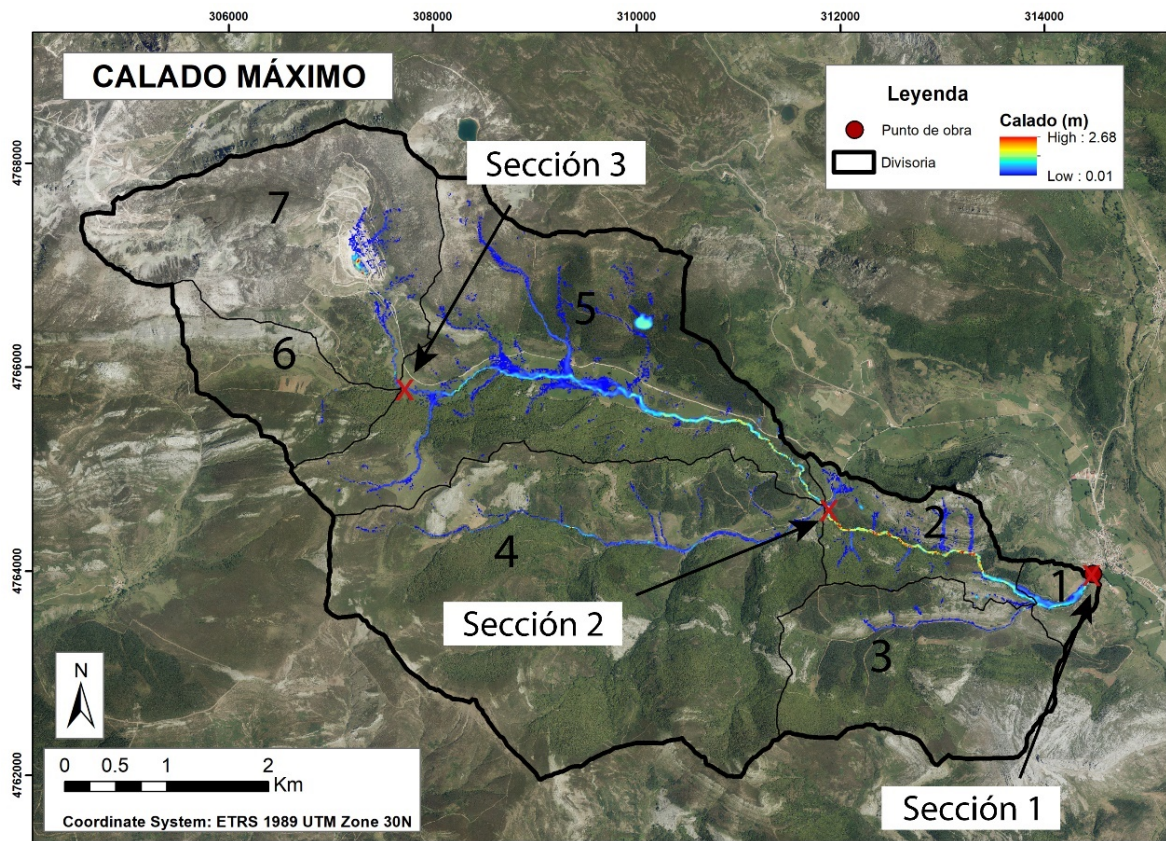 306000 308000 310000 312000 314000
CALADO MÁXIMO
Leyenda
Punto de obra
Divisoria
Calado (m)
High : 2.68
Low : 0.01
4768000
4766000
4764000
4762000
Sección 3
7
5
6
2
4
1
Sección 2
3
N
0 0.5 1 2
Km
Sección 1
Coordinate System: ETRS 1989 UTM Zone 30N